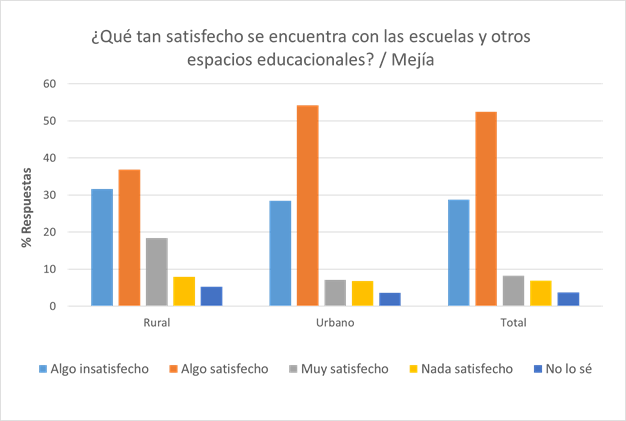 ¿Qué tan satisfecho se encuentra con las escuelas y otros
espacios educacionales? / Mejía
% Respuestas
60
50
40
30
20
10
0
Rural
Urbano
Total
Algo insatisfecho
Algo satisfecho
Muy satisfecho
Nada satisfecho
No lo sé